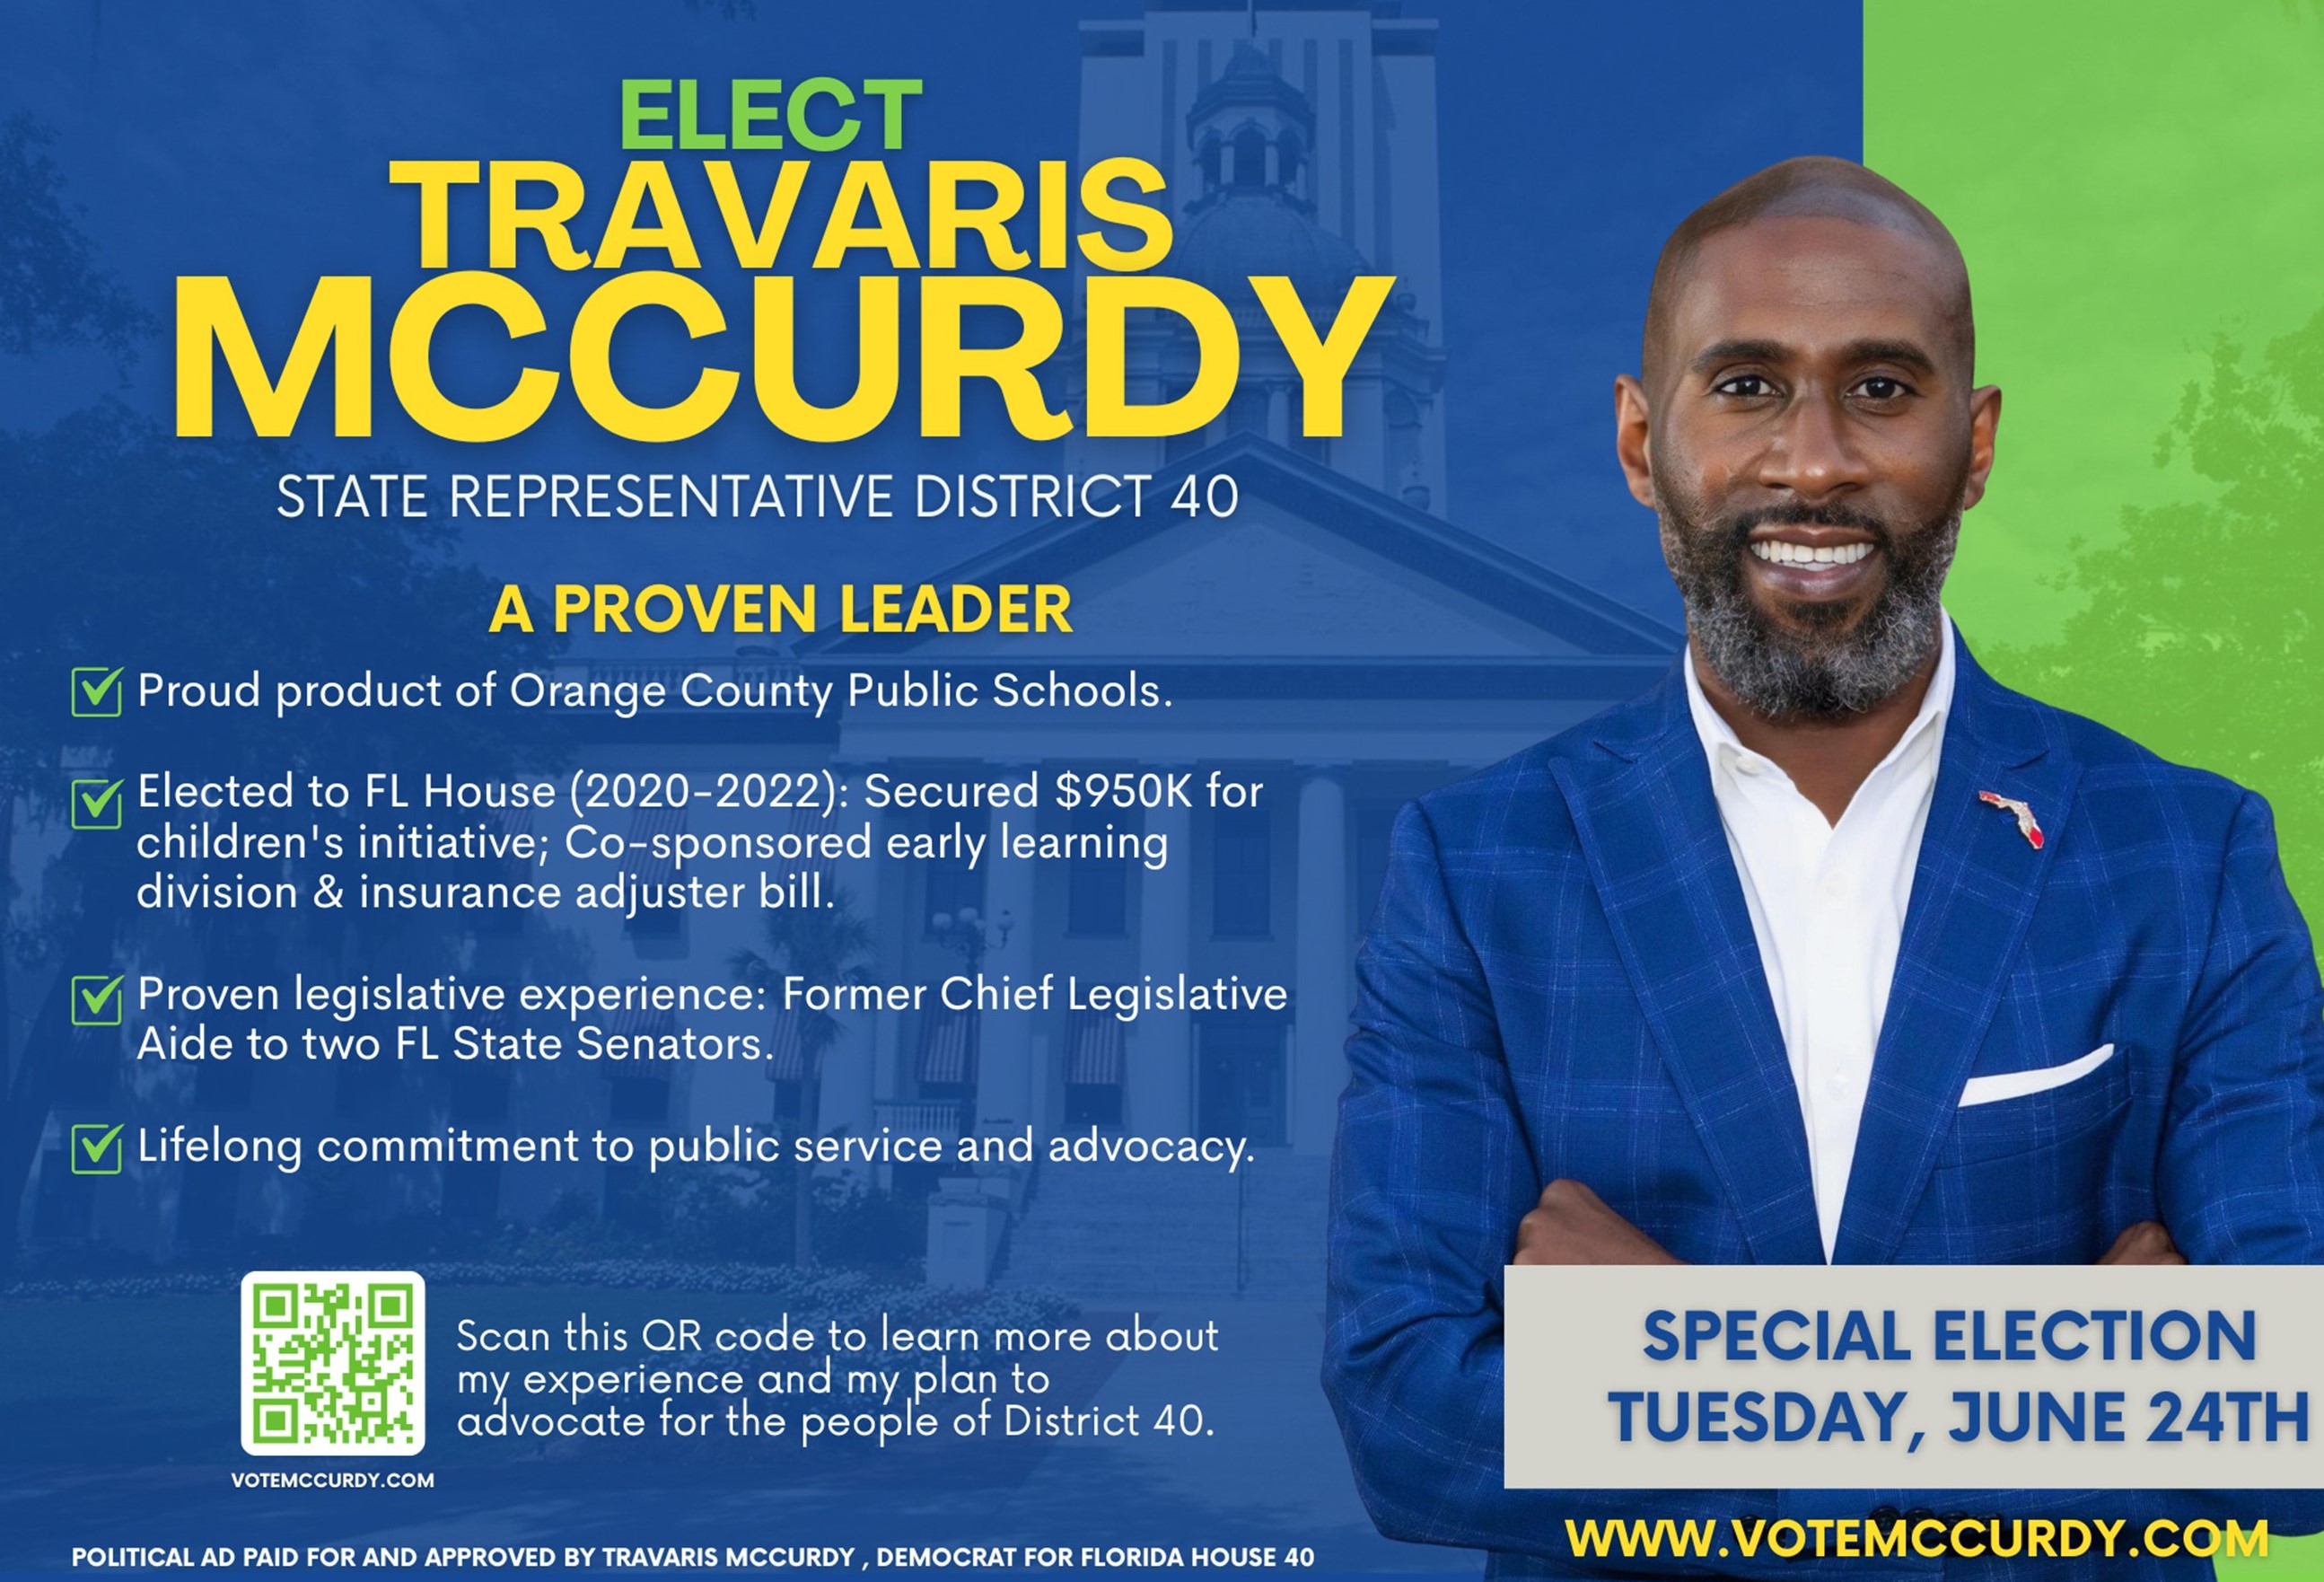 ELECT
TRAVARIS
MCCURDY
STATE REPRESENTATIVE DISTRICT 40
A PROVEN LEADER
Proud product of Orange County Public Schools.
Elected to FL House (2020-2022): Secured $950K for
children's initiative; Co-sponsored early learning
division & insurance adjuster bill.
Proven legislative experience: Former Chief Legislative
Aide to two FL State Senators.
Lifelong commitment to public service and advocacy.
Scan this QR code to learn more about
my experience and my plan to
advocate for the people of District 40.
VOTEMCCURDY.COM
POLITICAL AD PAID FOR AND APPROVED BY TRAVARIS MCCURDY , DEMOCRAT FOR FLORIDA HOUSE 40
SPECIAL ELECTION
TUESDAY, JUNE 24TH
WWW.VOTEMCCURDY.COM